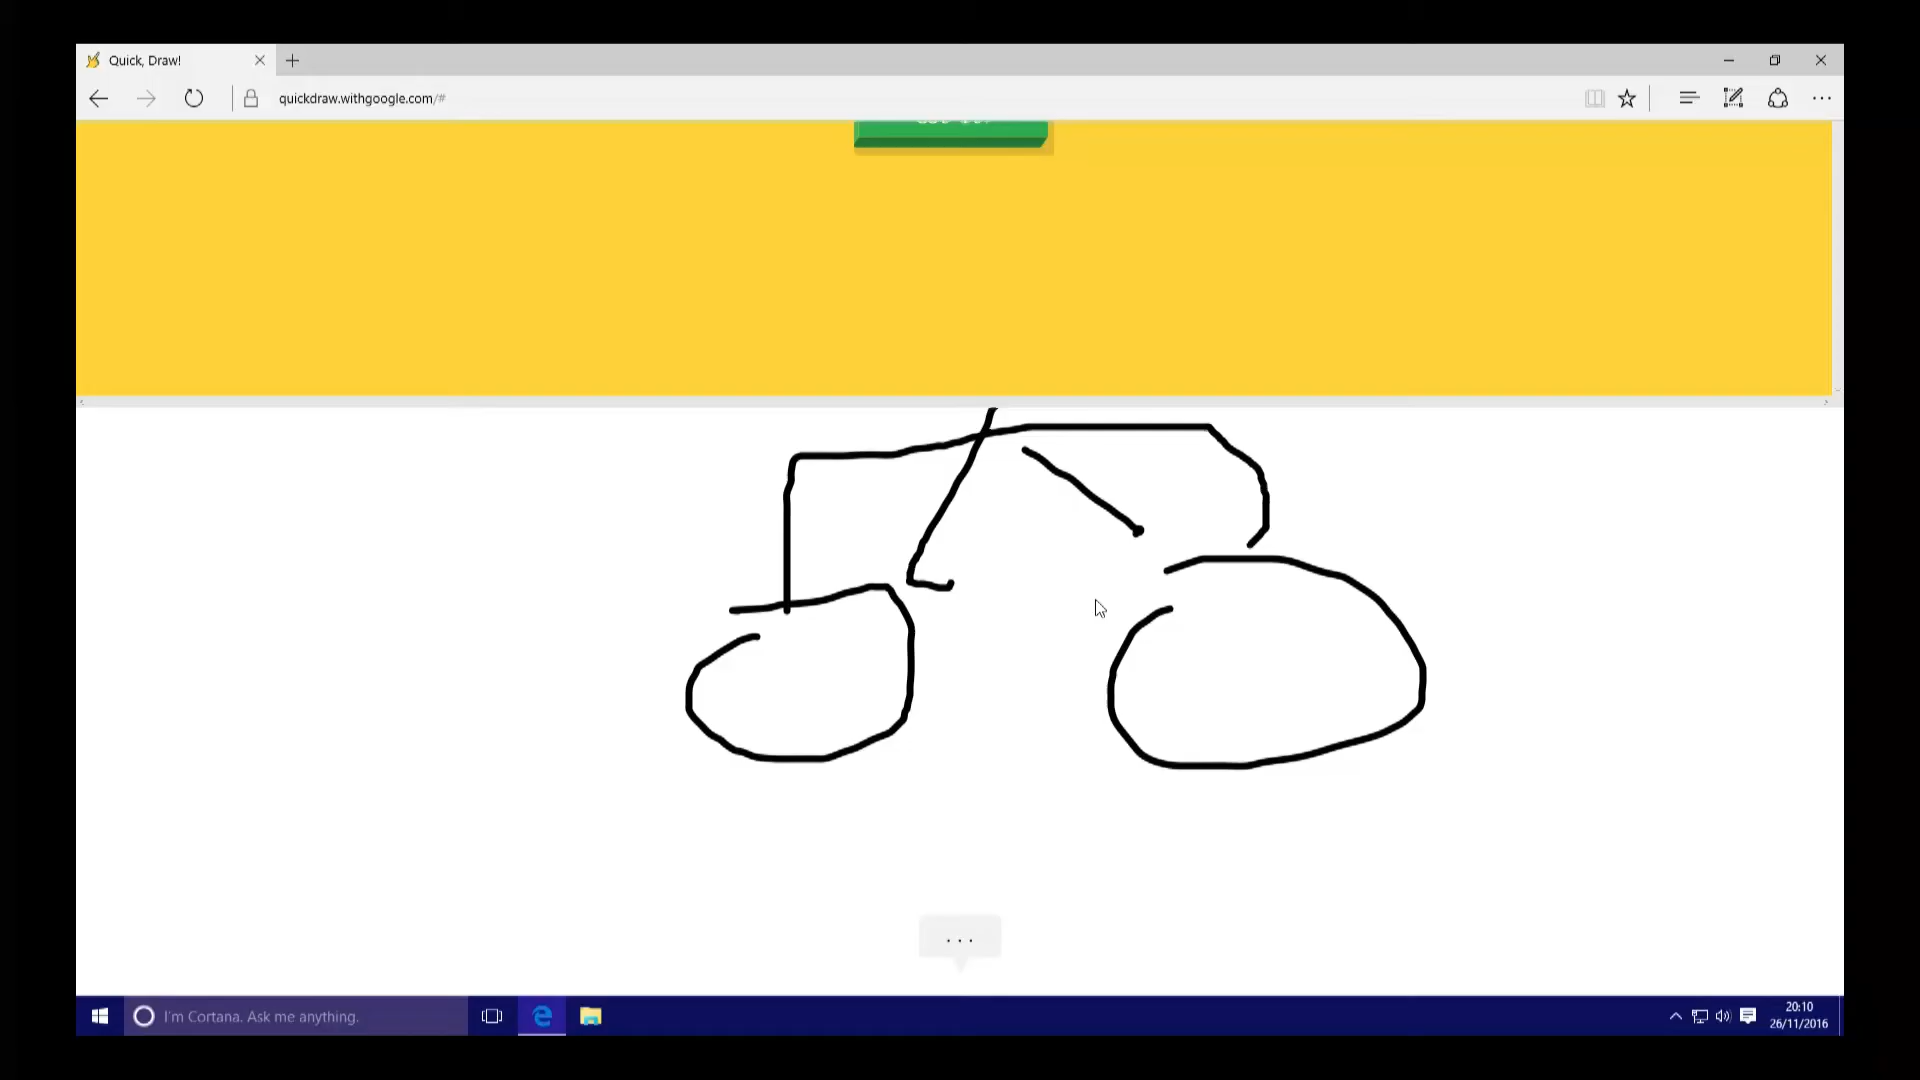 Quick, Draw!
quickdraw.withgoogle.com/#
...
I'm Cortana. Ask me anything.
20:10
26/11/2016